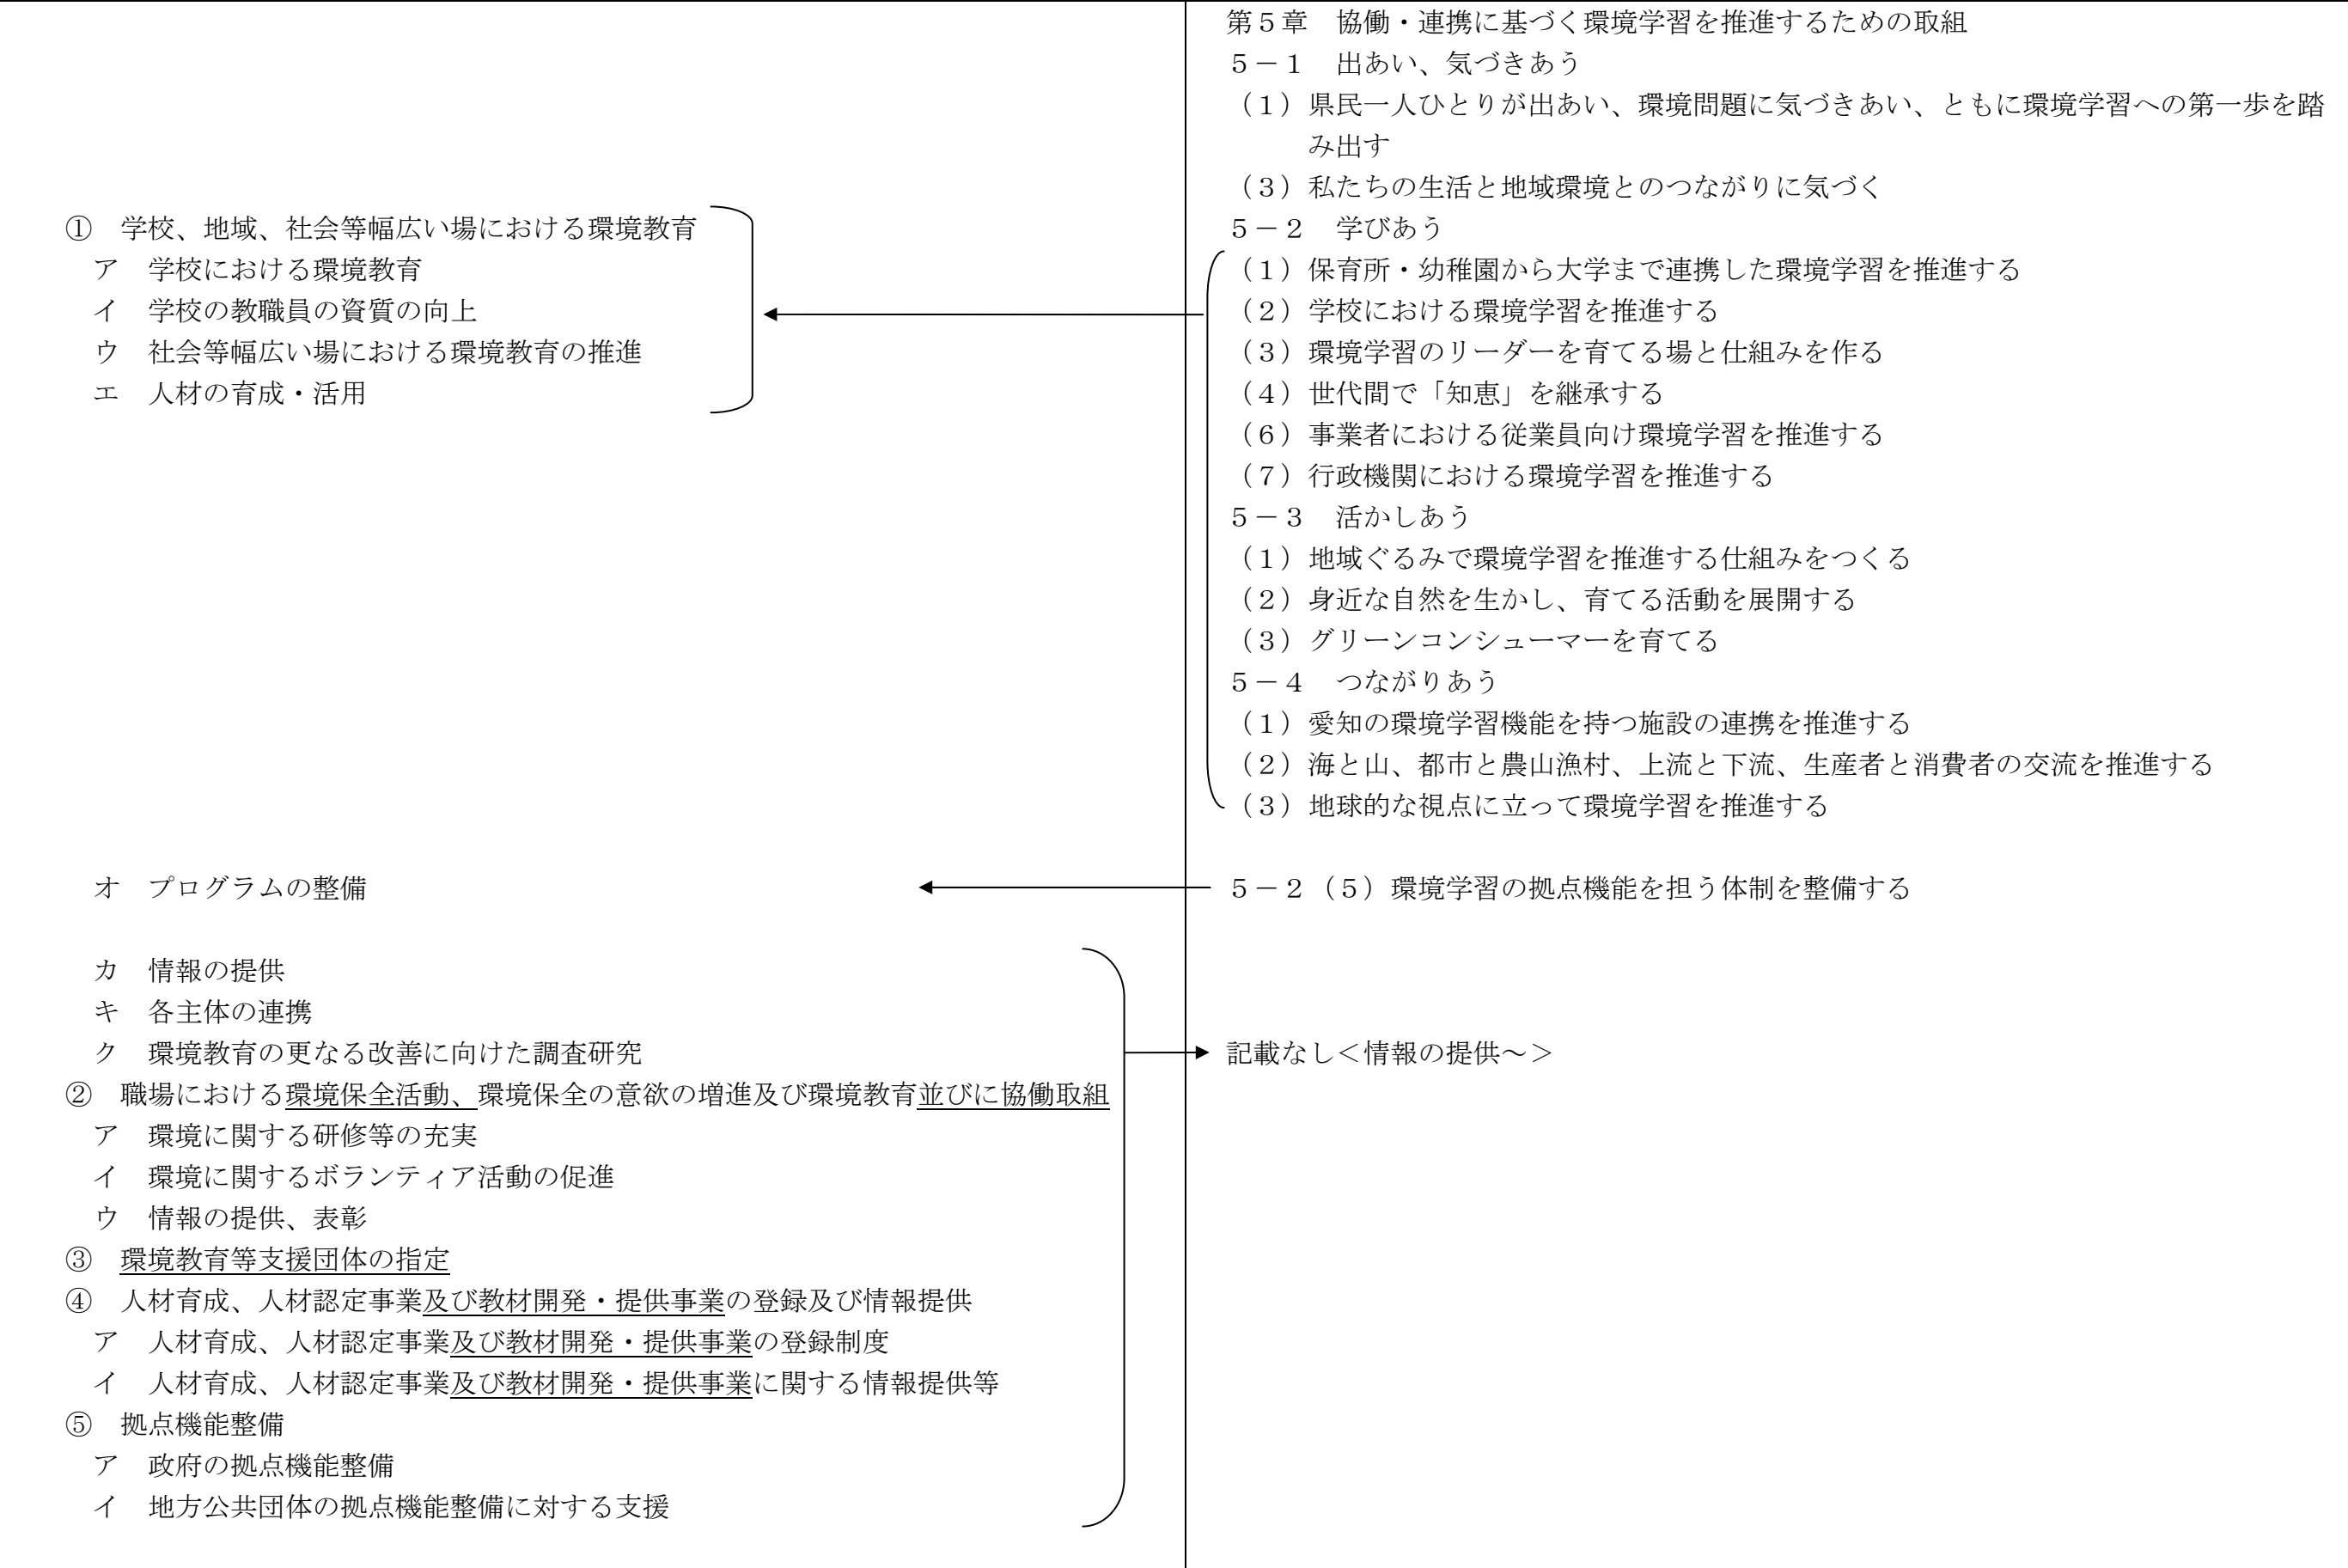 ① 学校、地域、社会等幅広い場における環境教育
ア 学校における環境教育
イ 学校の教職員の資質の向上
ウ 社会等幅広い場における環境教育の推進
エ 人材の育成・活用
オ プログラムの整備
カ 情報の提供
キ 各主体の連携
ク 環境教育の更なる改善に向けた調査研究
② 職場における環境保全活動、環境保全の意欲の増進及び環境教育並びに協働取組
ア 環境に関する研修等の充実
イ 環境に関するボランティア活動の促進
ウ 情報の提供、表彰
③ 環境教育等支援団体の指定
④ 人材育成、人材認定事業及び教材開発・提供事業の登録及び情報提供
ア 人材育成、人材認定事業及び教材開発・提供事業の登録制度
イ 人材育成、人材認定事業及び教材開発・提供事業に関する情報提供等
⑤ 拠点機能整備
ア 政府の拠点機能整備
イ 地方公共団体の拠点機能整備に対する支援
第5章 協働・連携に基づく環境学習を推進するための取組
5-1 出あい、気づきあう
(1)県民一人ひとりが出あい、環境問題に気づきあい、ともに環境学習への第一歩を踏
み出す
(3)私たちの生活と地域環境とのつながりに気づく
5-2 学びあう
(1)保育所・幼稚園から大学まで連携した環境学習を推進する
(2)学校における環境学習を推進する
(3)環境学習のリーダーを育てる場と仕組みを作る
(4)世代間で「知恵」を継承する
(6)事業者における従業員向け環境学習を推進する
(7)行政機関における環境学習を推進する
5-3 活かしあう
(1)地域ぐるみで環境学習を推進する仕組みをつくる
(2)身近な自然を生かし、育てる活動を展開する
(3)グリーンコンシューマーを育てる
5-4 つながりあう
(1)愛知の環境学習機能を持つ施設の連携を推進する
(2)海と山、都市と農山漁村、上流と下流、生産者と消費者の交流を推進する
(3)地球的な視点に立って環境学習を推進する
5-2(5)環境学習の拠点機能を担う体制を整備する
記載なし<情報の提供~>